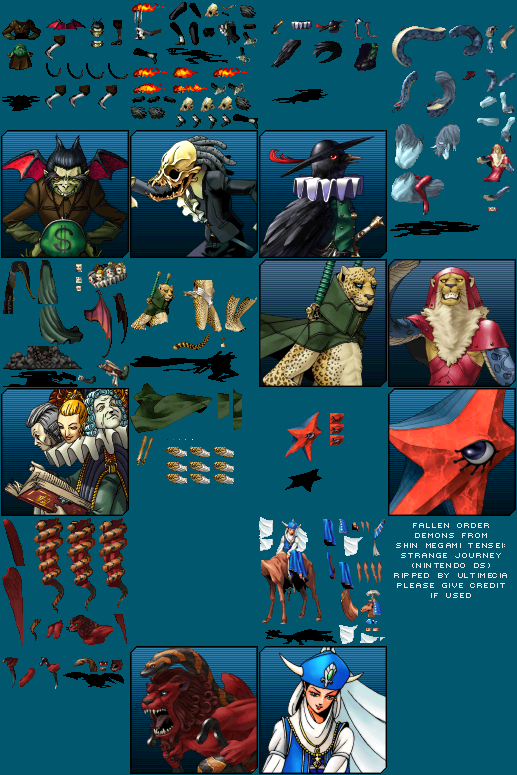 $
FALLEN ORDER
DEMONS FROM
SHIN MEGAMI TENSEI:
STRANGE JOURNEY
(NINTENDO DS)
RIPPED BY ULTIMECIA
PLEASE GIVE CREDIT
IF USED